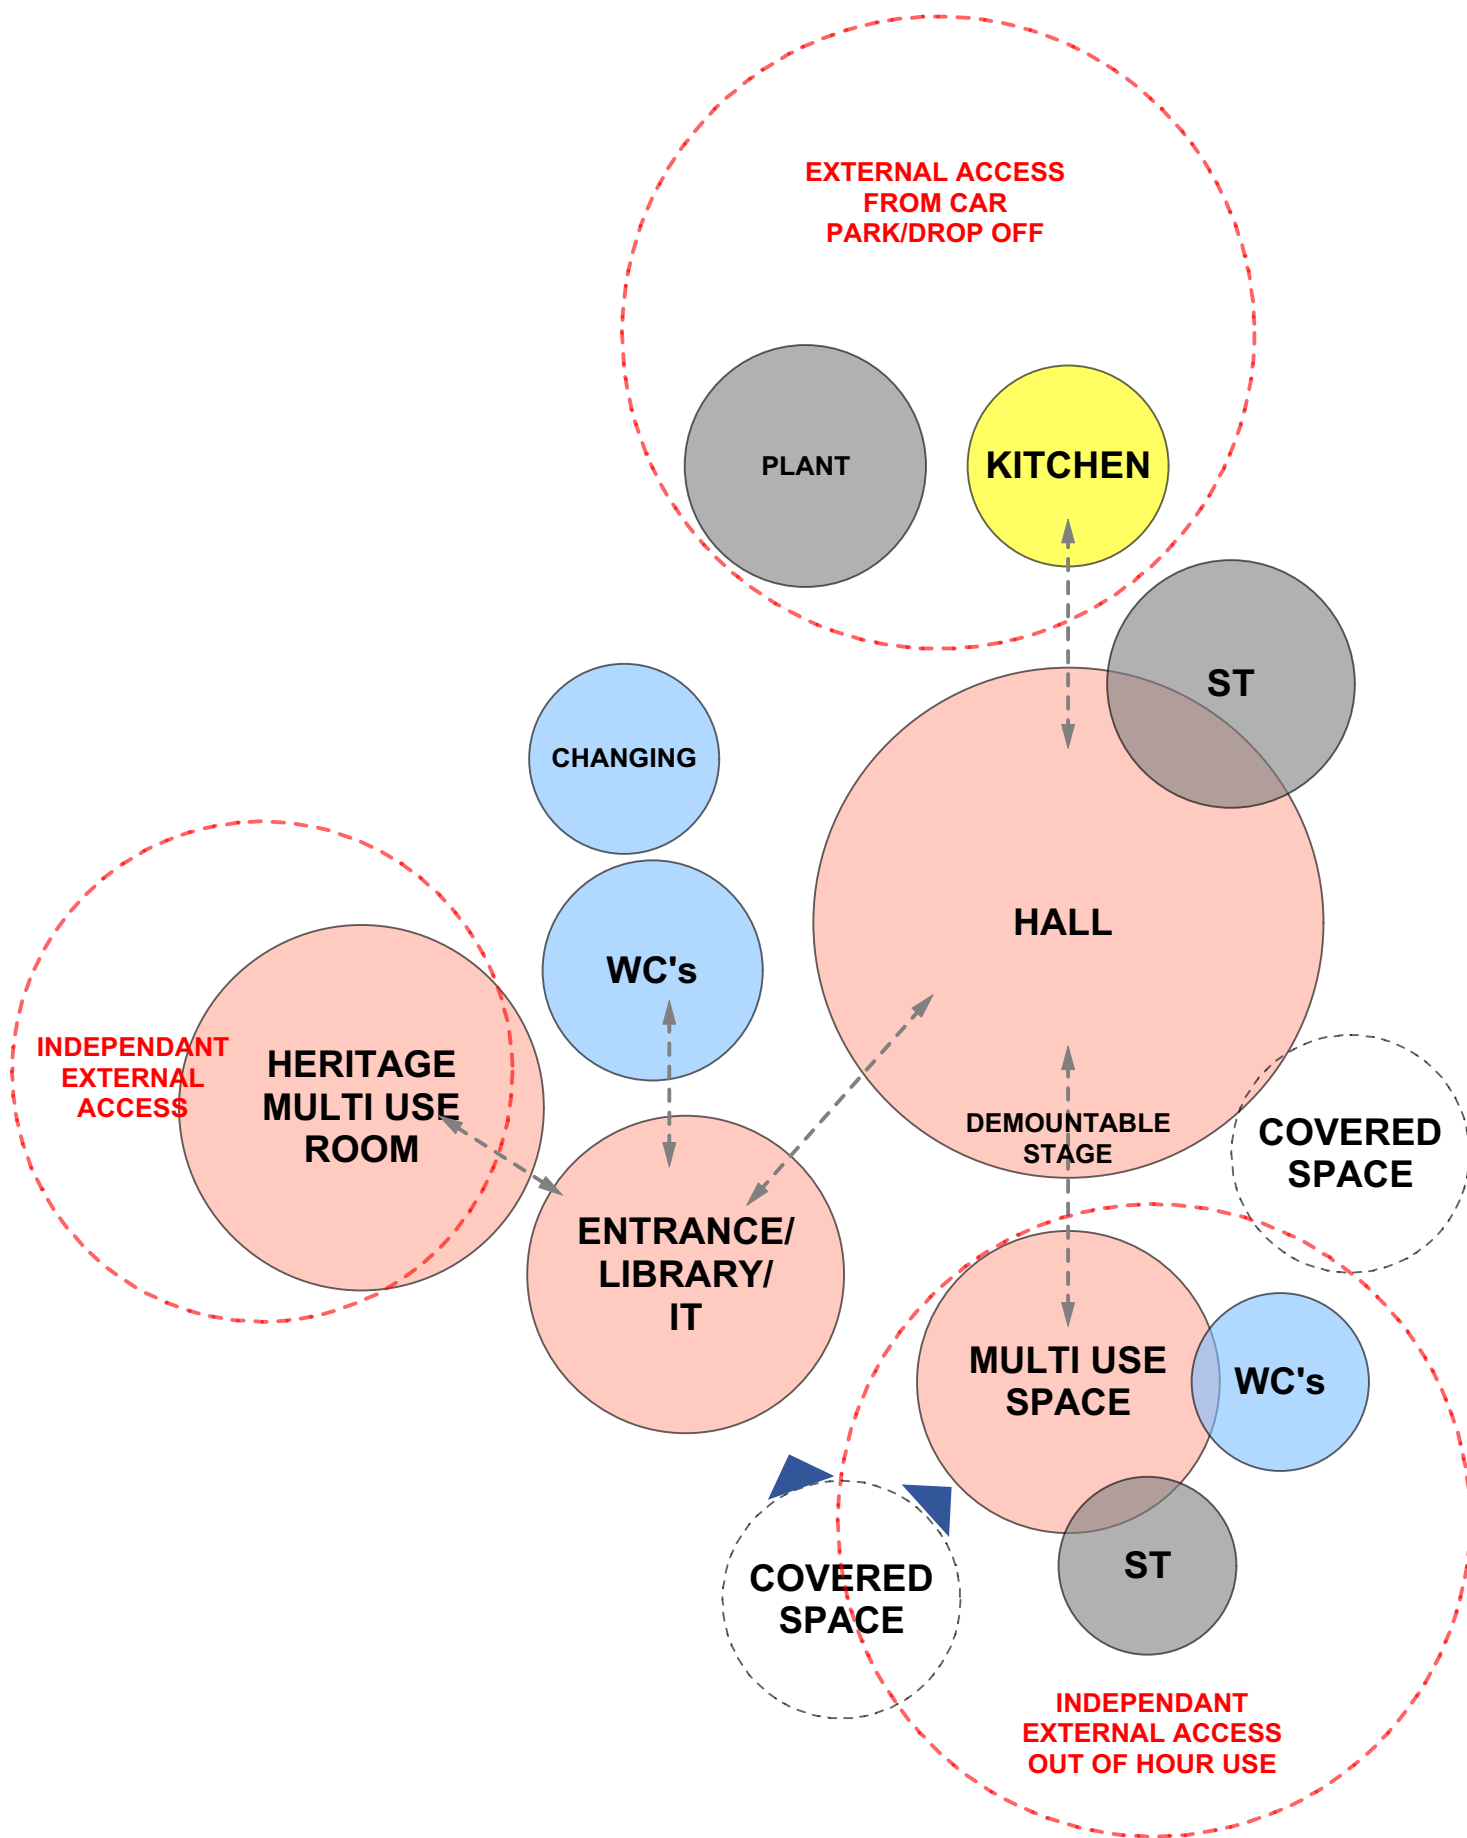 EXTERNAL ACCESS
FROM CAR
PARK/DROP OFF
PLANT
KITCHEN
ST
CHANGING
HALL
WC's
INDEPENDANT
EXTERNAL
ACCESS
HERITAGE
MULTI USE
ROOM
DEMOUNTABLE
STAGE
COVERED
SPACE
ENTRANCE/
LIBRARY/
IT
MULTI USE
SPACE
WC's
ST
COVERED
SPACE
INDEPENDANT
EXTERNAL ACCESS
OUT OF HOUR USE